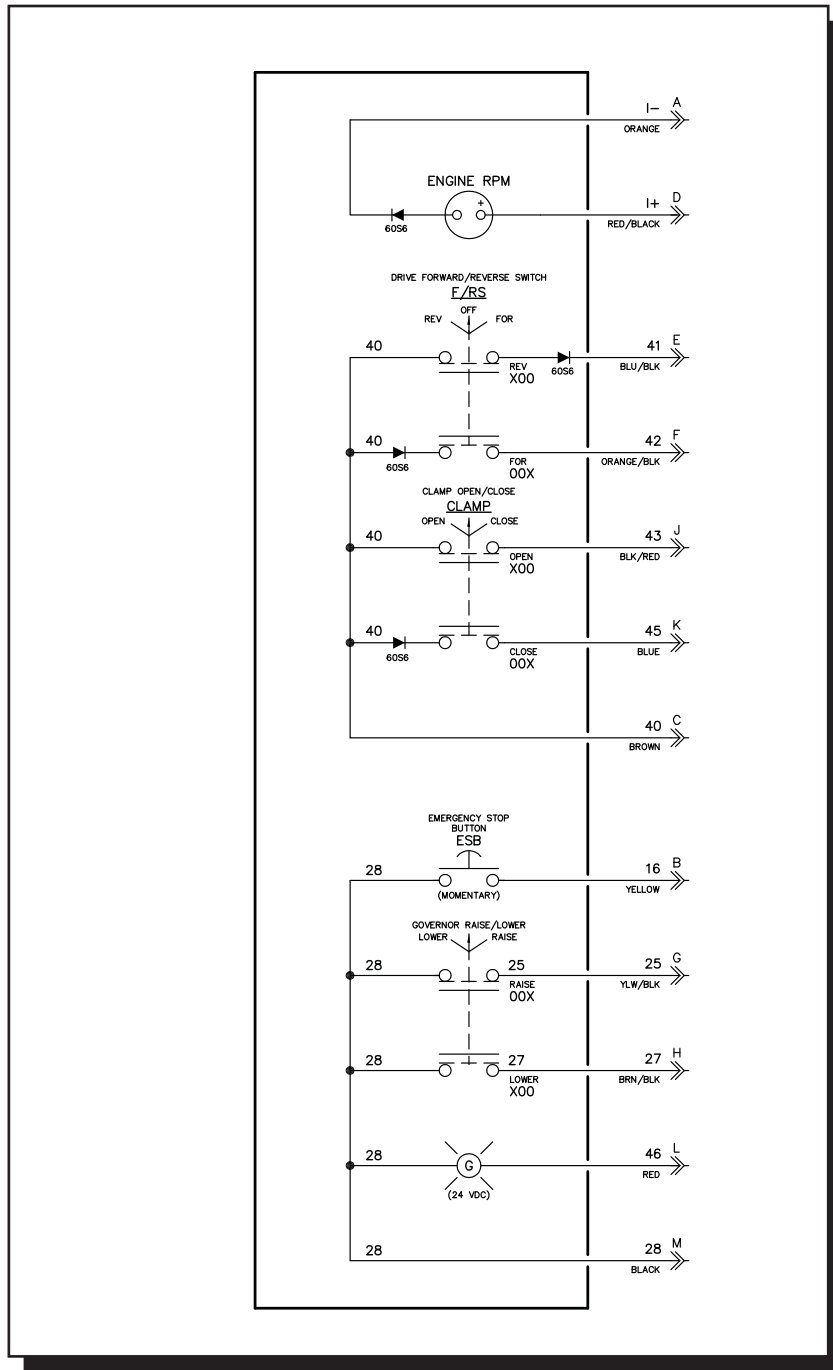 I- A
ORANGE
ENGINE RPM
+
60S6
I+ D
RED/BLACK
DRIVE FORWARD/REVERSE SWITCH
F/RS
OFF
REV FOR
40 41 E
REV 60S6 BLU/BLK
X00
40 42 F
60S6 FOR ORANGE/BLK
00X
CLAMP OPEN/CLOSE
CLAMP
OPEN CLOSE
40 43 J
OPEN BLK/RED
X00
40 45 K
60S6 CLOSE BLUE
00X
40 C
BROWN
EMERGENCY STOP
BUTTON
ESB
28 16 B
(MOMENTARY) YELLOW
GOVERNOR RAISE/LOWER
LOWER RAISE
28 25 25 G
RAISE YLW/BLK
00X
28 27 27 H
LOWER BRN/BLK
X00
28 G 46 L
RED
(24 VDC)
28 28 M
BLACK